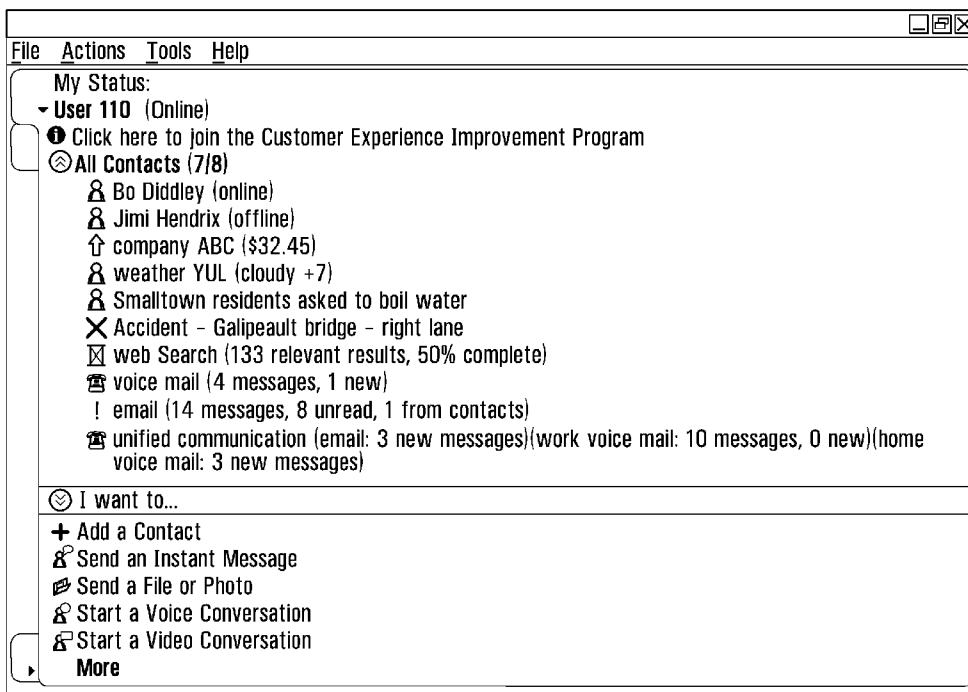 File Actions Tools Help
My Status:
User 110 (Online)
Click here to join the Customer Experience Improvement Program
All Contacts (7/8)
Bo Diddley (online)
Jimi Hendrix (offline)
company ABC ($32.45)
weather YUL (cloudy +7)
Smalltown residents asked to boil water
Accident - Galipeault bridge - right lane
web Search (133 relevant results, 50% complete)
voice mail (4 messages, 1 new)
! email (14 messages, 8 unread, 1 from contacts)
unified communication (email: 3 new messages)(work voice mail: 10 messages, 0 new)(home
voice mail: 3 new messages)
I want to...
Add a Contact
Send an Instant Message
Send a File or Photo
Start a Voice Conversation
Start a Video Conversation
More